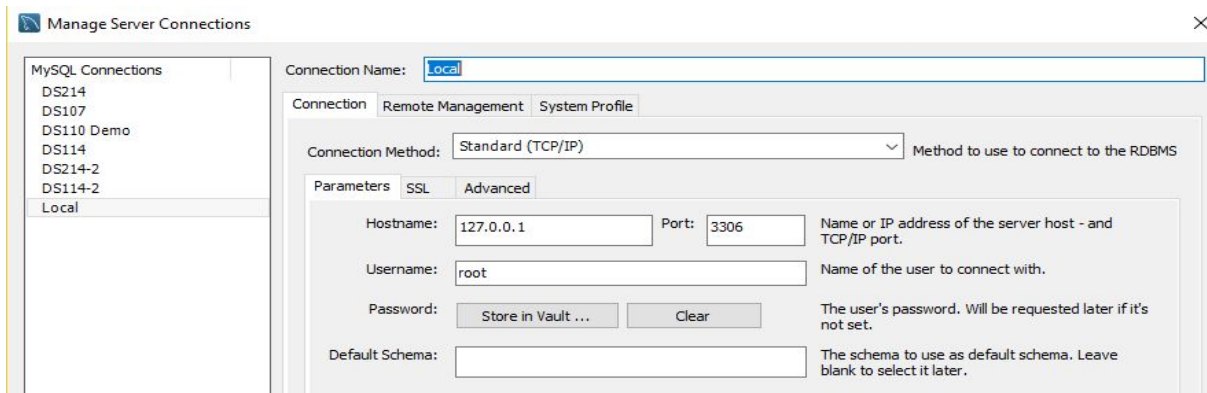 Manage Server Connections
MySQL Connections
DS214
DS107
DS110 Demo
DS114
DS214-2
DS114-2
Local
Connection Name: Local
Connection Remote Management System Profile
Connection Method: Standard (TCP/IP) Method to use to connect to the RDBMS
Parameters SSL Advanced
Hostname: 127.0.0.1 Port: 3306 Name or IP address of the server host - and
TCP/IP port.
Username: root Name of the user to connect with.
Password: Store in Vault ... Clear The user's password. Will be requested later if it's
not set.
Default Schema: The schema to use as default schema. Leave
blank to select it later.